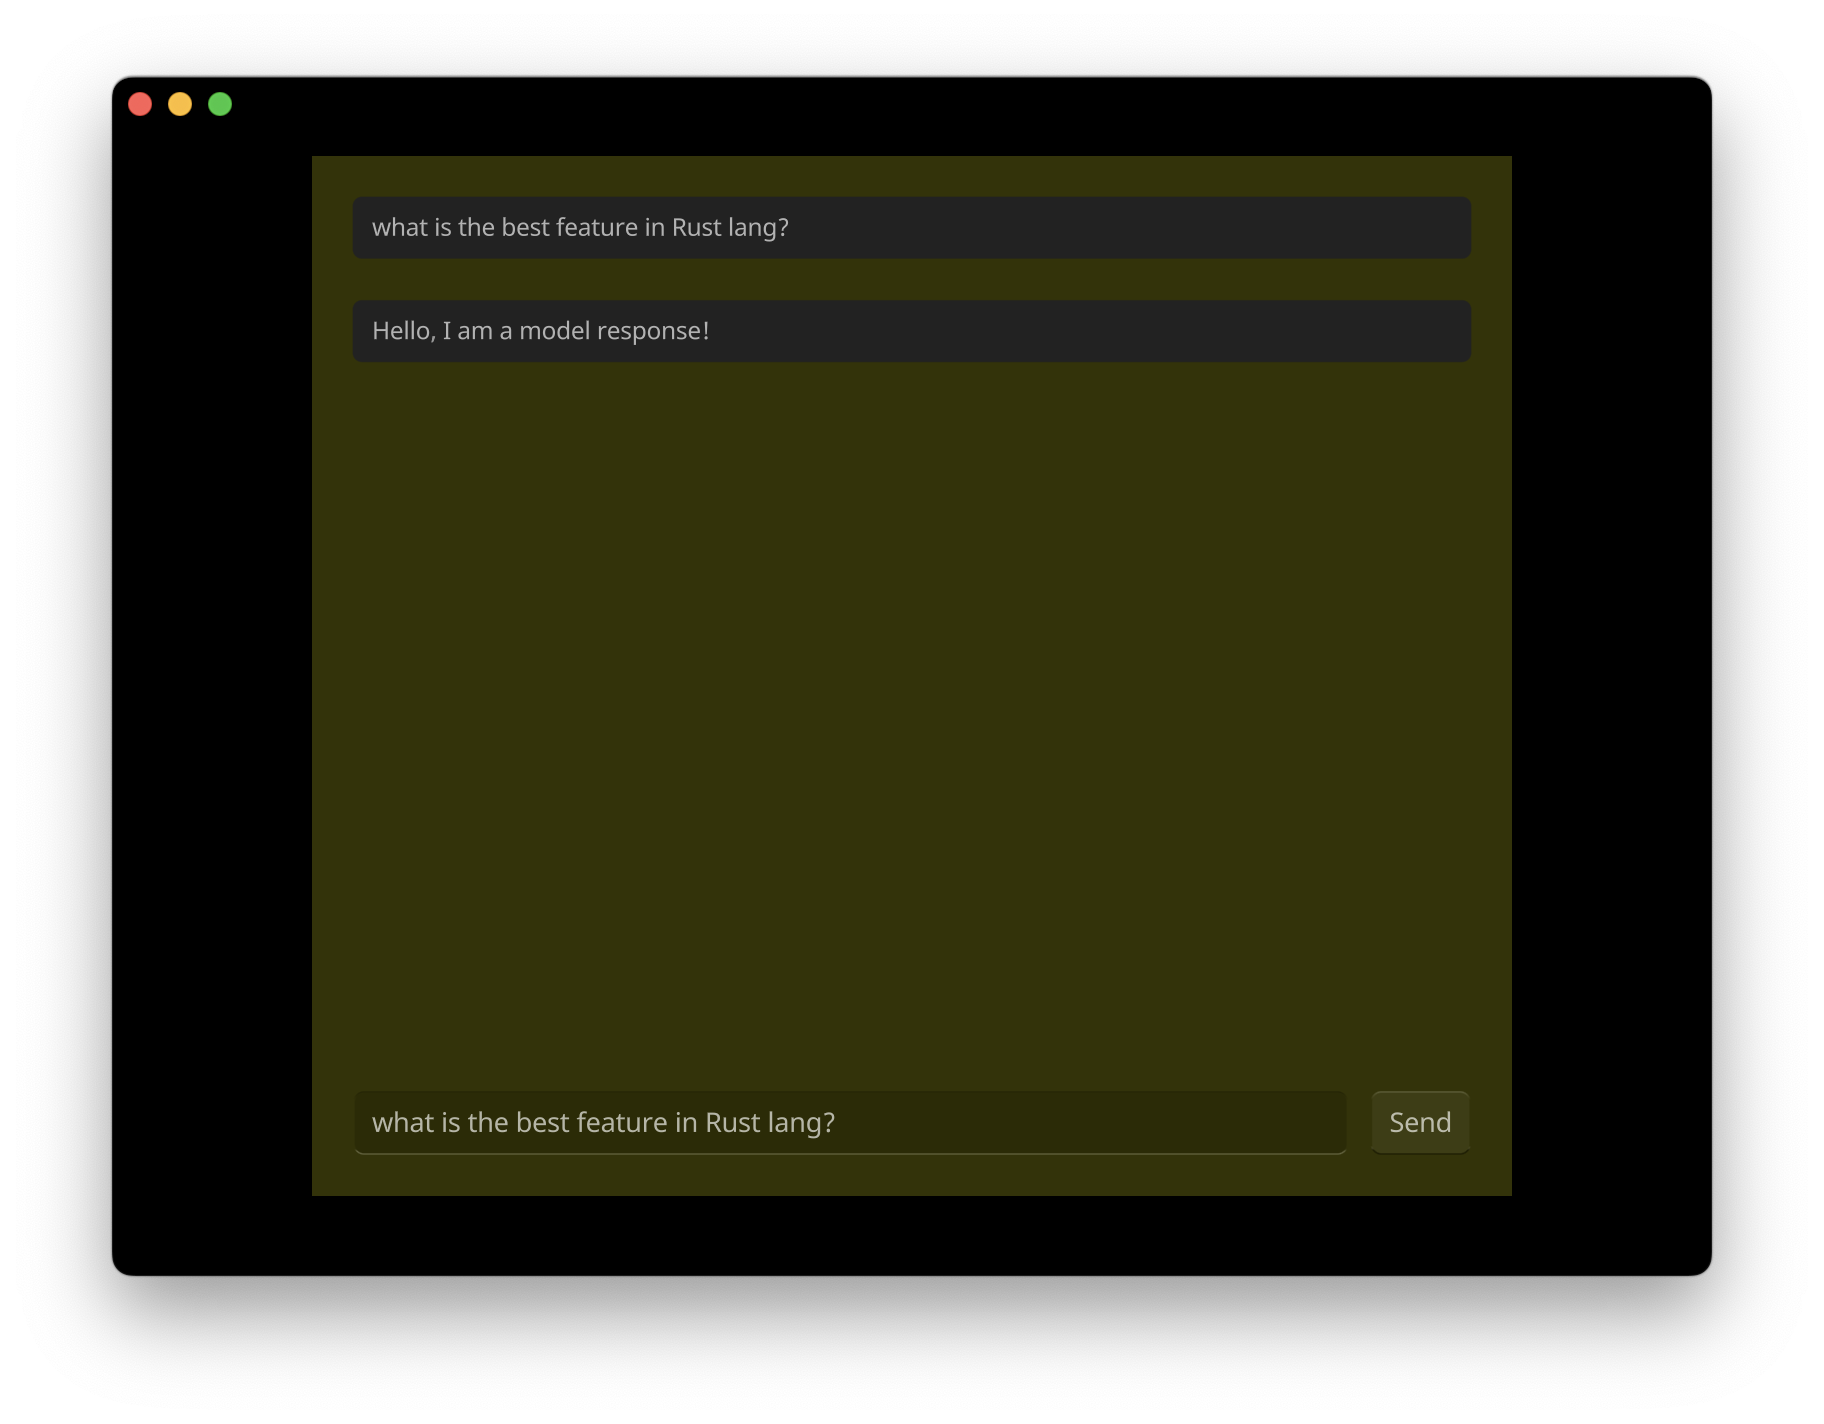 what is the best feature in Rust lang?
Hello, I am a model response!
what is the best feature in Rust lang?
Send